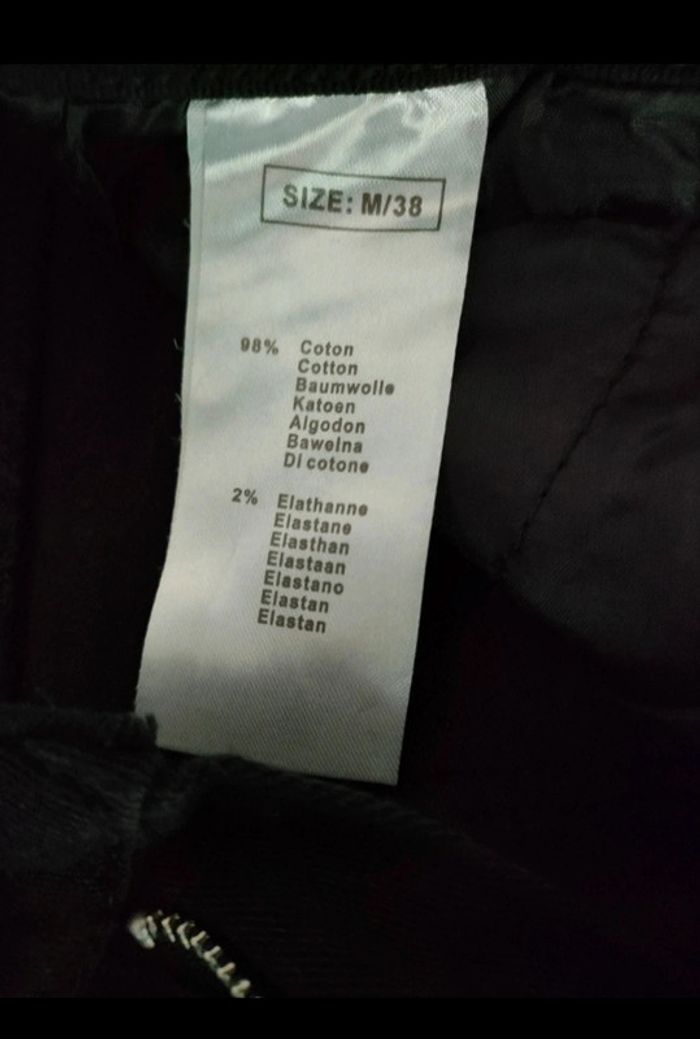 SIZE: M/38
98% Coton
Cotton
Baumwolle
Katoen
Algodon
Bawelna
Di cotone
2% Elathanne
Elastane
Elasthan
Elastaan
Elastano
Elastan
Elastan